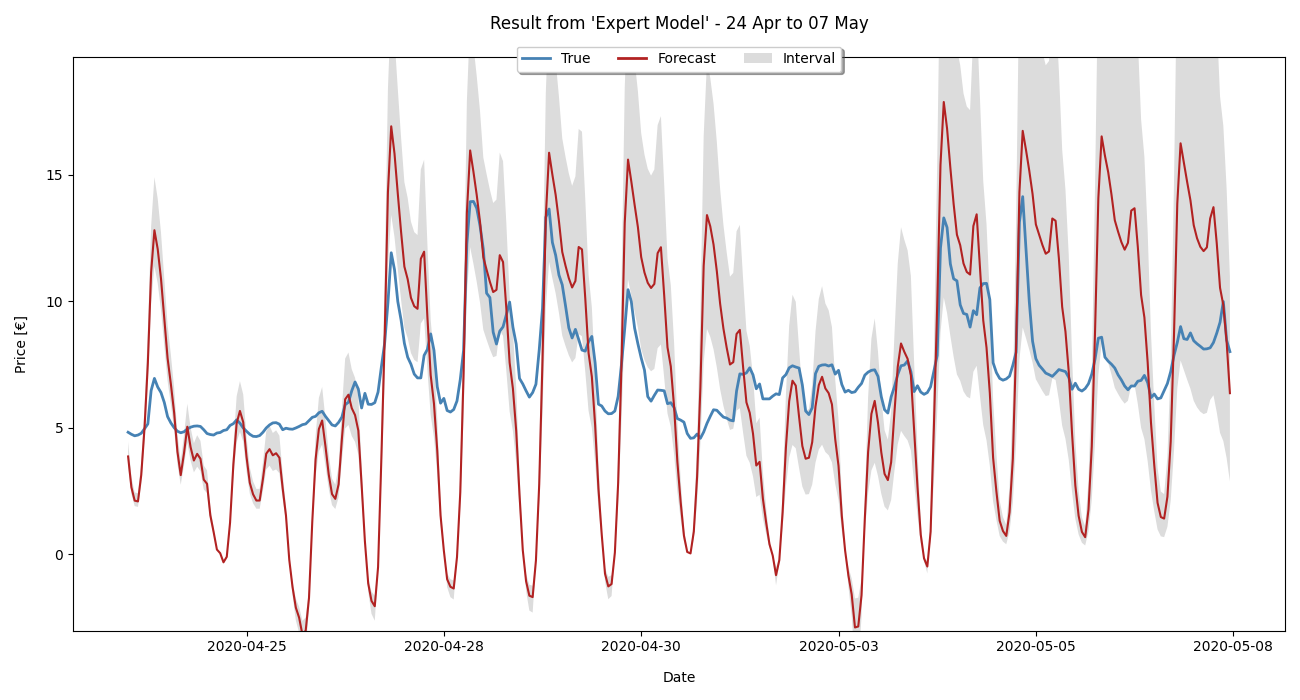 Result from 'Expert Model' - 24 Apr to 07 May
True Forecast Interval
Price [€]
15
10
5
0
2020-04-25 2020-04-28 2020-04-30 2020-05-03 2020-05-05 2020-05-08
Date